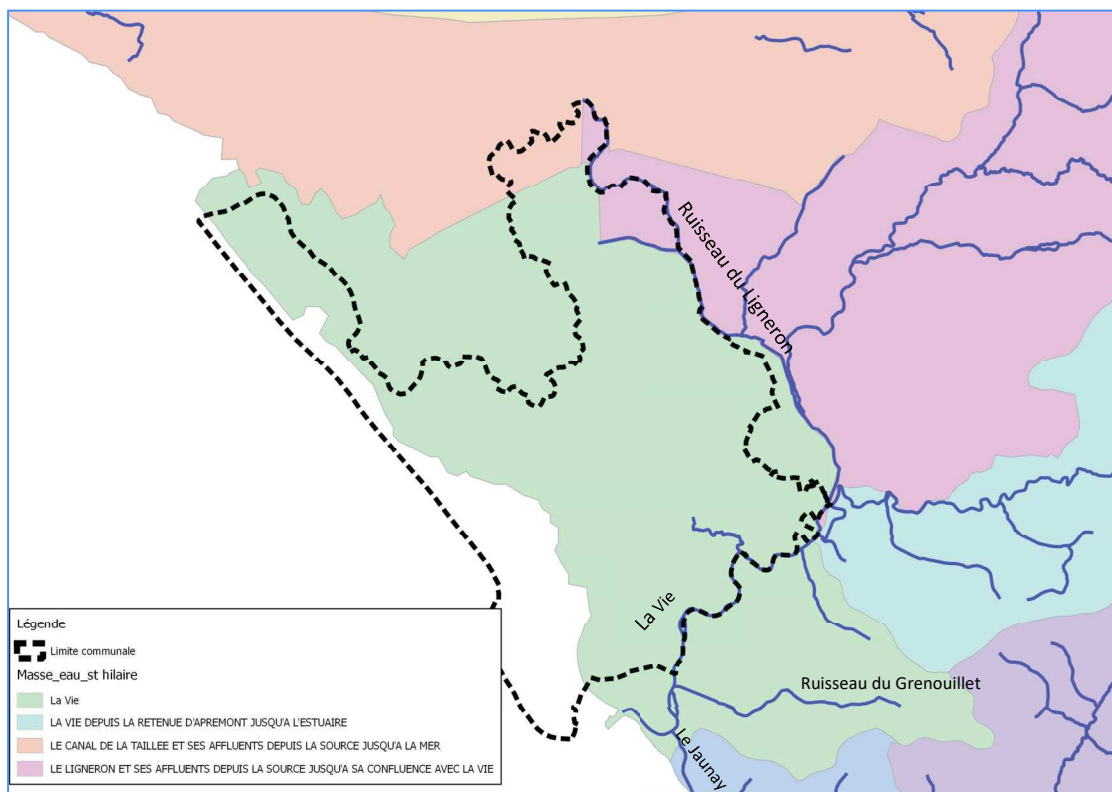 Ruisseau du Ligneron
La Vie
Ruisseau du Grenouillet
Le Jaunay
Légende
Limite communale
Masse_eau_st hilaire
La Vie
LA VIE DEPUIS LA RETENUE D'APREMONT JUSQU'A L'ESTUAIRE
LE CANAL DE LA TAILLEE ET SES AFFLUENTS DEPUIS LA SOURCE JUSQU'A LA MER
LE LIGNERON ET SES AFFLUENTS DEPUIS LA SOURCE JUSQU'A SA CONFLUENCE AVEC LA VIE